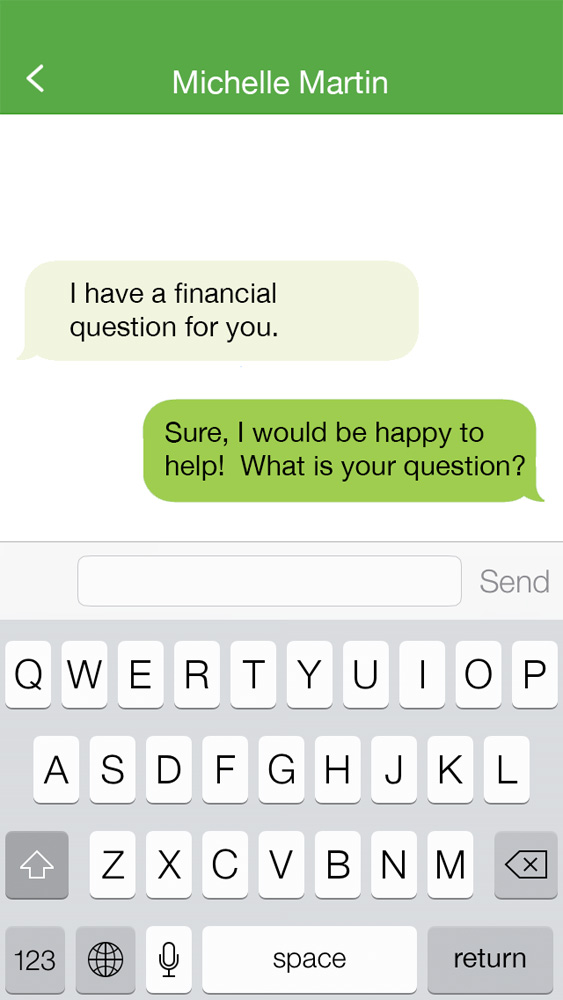 Michelle Martin
I have a financial
question for you.
Sure, I would be happy to
help!  What is your question?
Send
Q W E R T Y U I O P
A S D F G H J K L
Z X C V B N M
123 space return